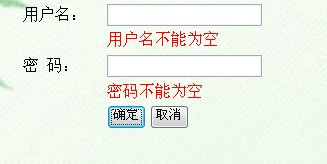 用户名：
用户名不能为空
密 码：
密码不能为空
确定 取消